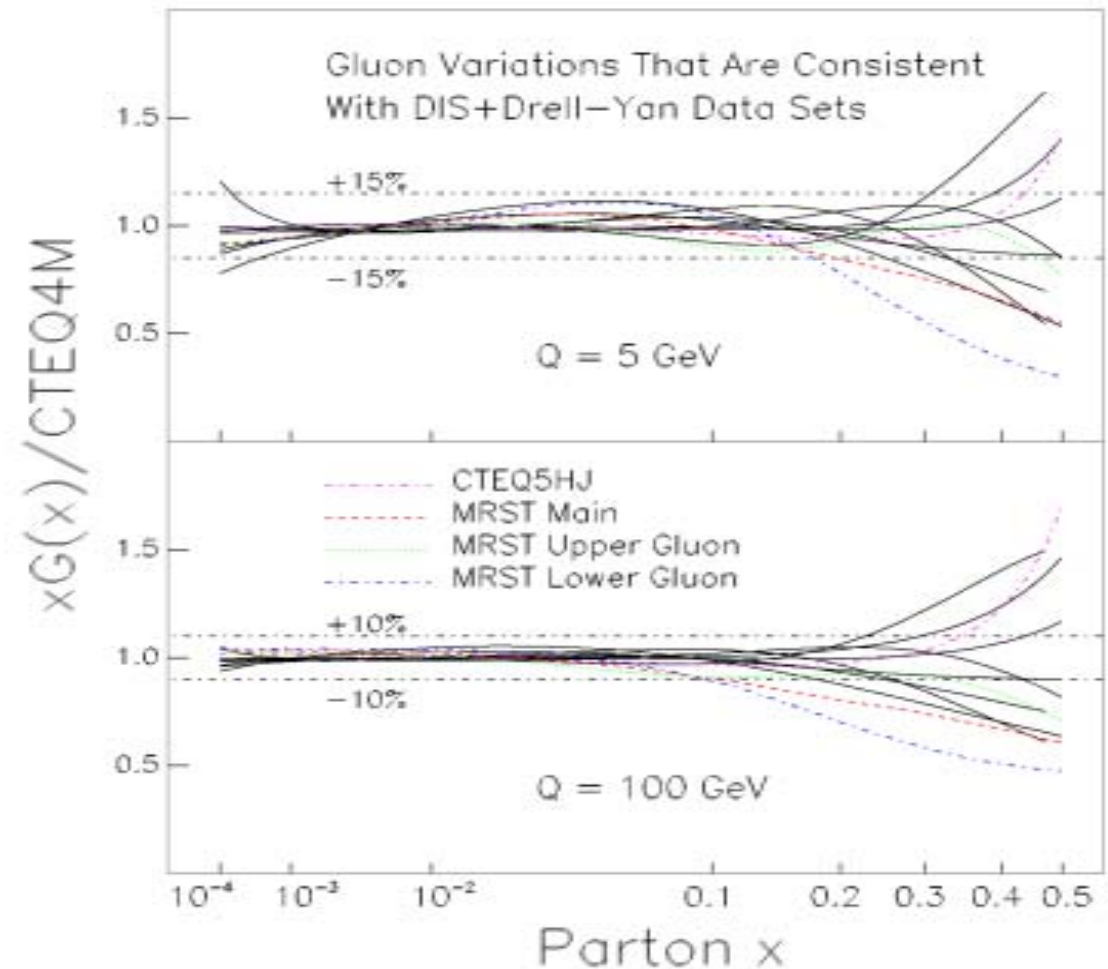 Gluon Variations That Are Consistent
With DIS+Drell-Yan Data Sets
1.5
+15%
1.0
-15%
0.5
Q = 5 GeV
xG(x)/CTEQ4M
CTEQ5HJ
MRST Main
MRST Upper Gluon
MRST Lower Gluon
1.5
+10%
1.0
-10%
0.5
Q = 100 GeV
10⁻⁴ 10⁻³ 10⁻² 0.1 0.2 0.3 0.4 0.5
Parton x